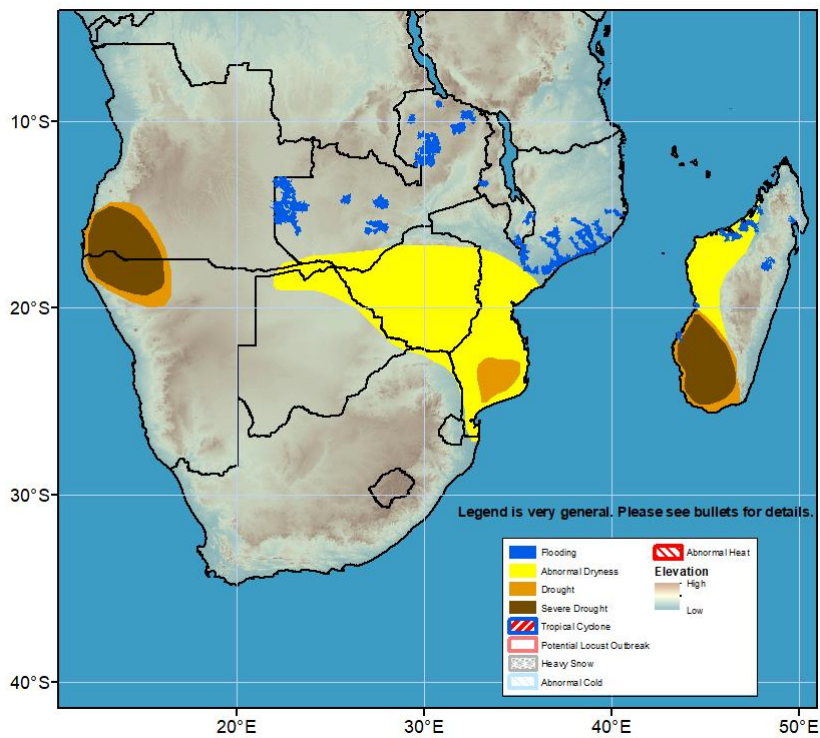 10°S
20°S
30°S
40°S
20°E
30°E
40°E
50°E
Legend is very general. Please see bullets for details.
Flooding
Abnormal Dryness
Drought
Severe Drought
Tropical Cyclone
Potential Locust Outbreak
Heavy Snow
Abnormal Cold
Abnormal Heat
Elevation
High
Low